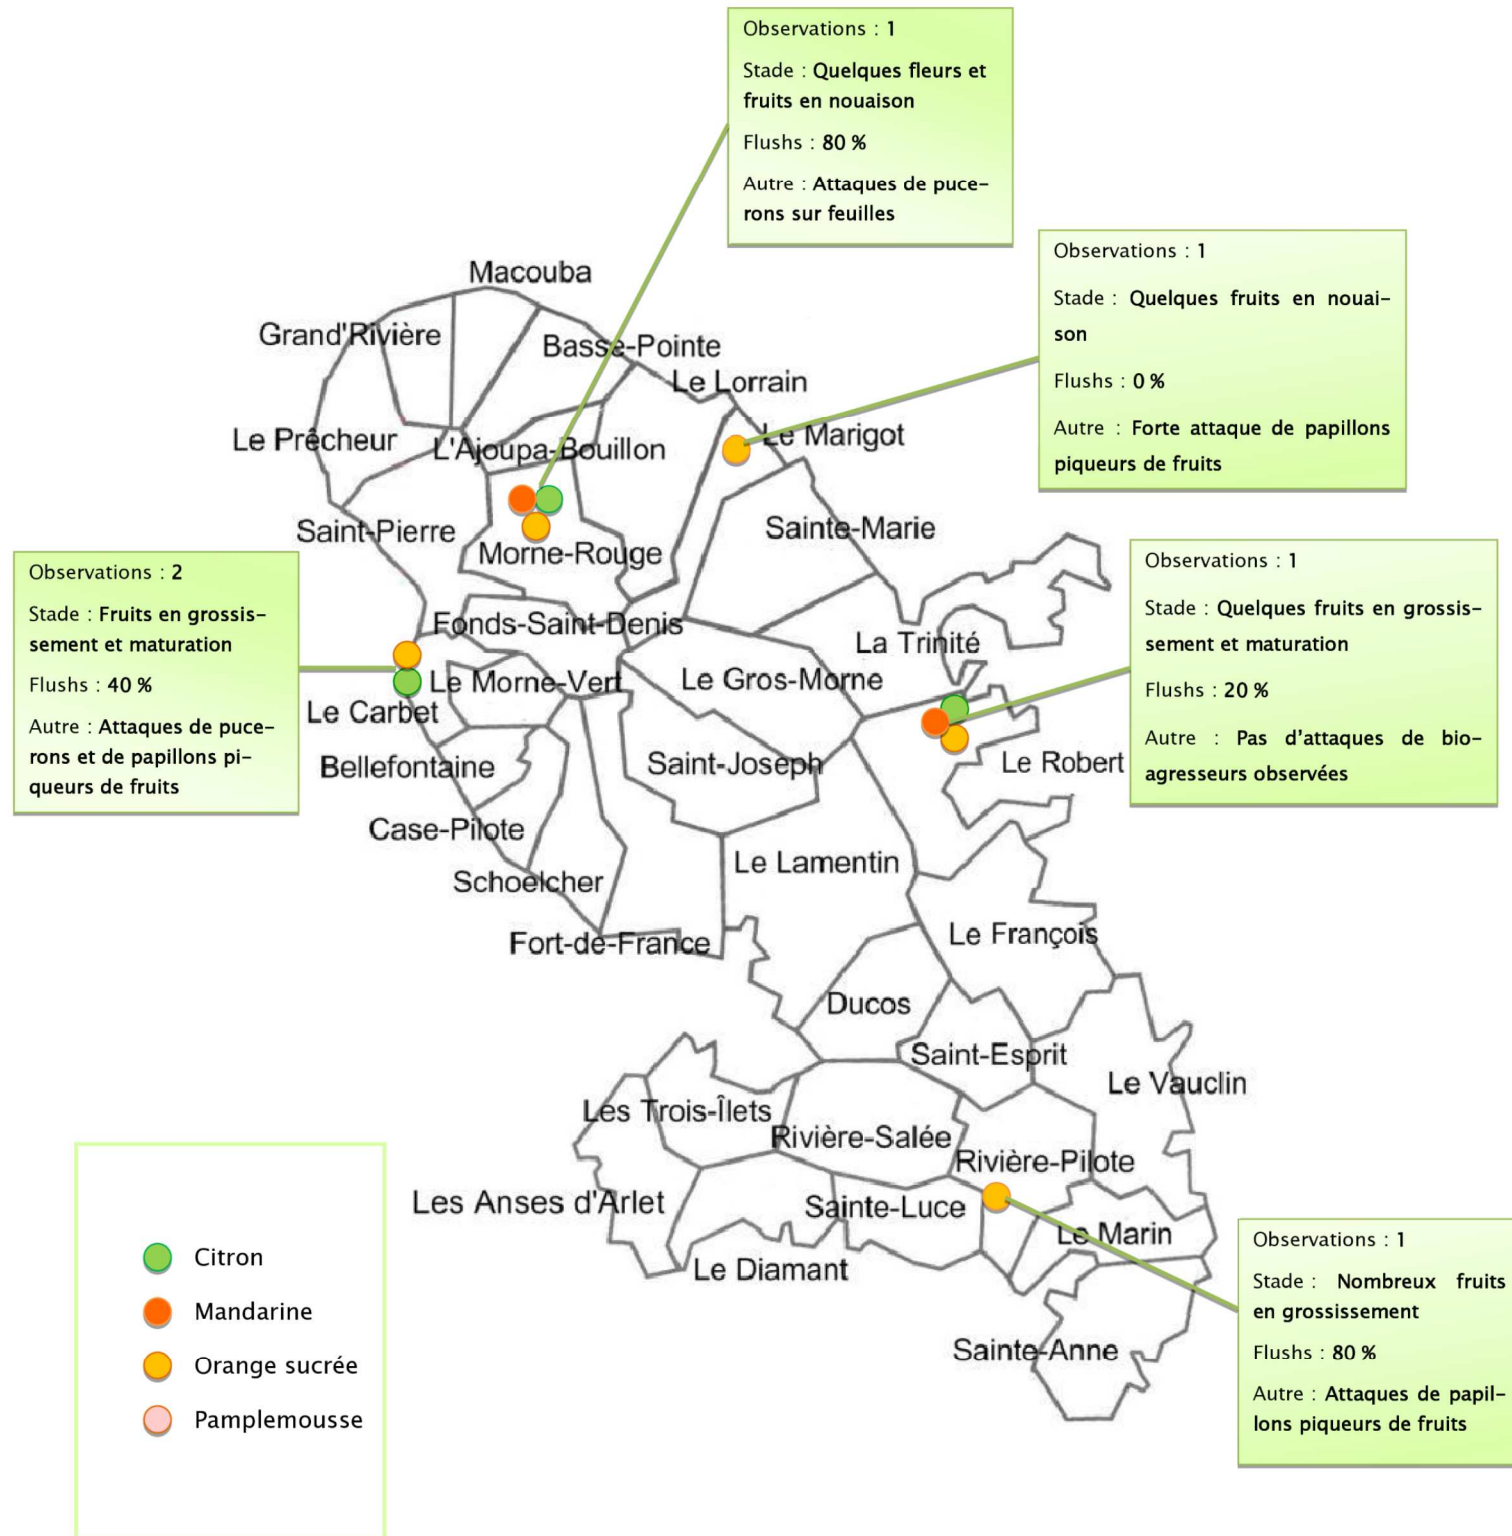 Observations : 1
Stade : Quelques fleurs et
fruits en nouaison
Flushs : 80 %
Autre : Attaques de puce-
rons sur feuilles
Observations : 1
Stade : Quelques fruits en nouai-
son
Flushs : 0 %
Autre : Forte attaque de papillons
piqueurs de fruits
Macouba
Grand'Rivière
Basse-Pointe
Le Lorrain
Le Prêcheur
L'Ajoupa-Bouillon
Le Marigot
Saint-Pierre
Morne-Rouge
Sainte-Marie
Observations : 2
Stade : Fruits en grossis-
sement et maturation
Flushs : 40 %
Autre : Attaques de puce-
rons et de papillons pi-
queurs de fruits
Observations : 1
Stade : Quelques fruits en grossis-
sement et maturation
Flushs : 20 %
Autre : Pas d'attaques de bio-
agresseurs observées
Fonds-Saint-Denis
La Trinité
Le Morne-Vert
Le Gros-Morne
Le Carbet
Bellefontaine
Saint-Joseph
Le Robert
Case-Pilote
Le Lamentin
Schoelcher
Fort-de-France
Le François
Ducos
Saint-Esprit
Le Vauclin
Les Trois-Îlets
Rivière-Salée
Rivière-Pilote
Les Anses d'Arlet
Sainte-Luce
Le Marin
Le Diamant
Sainte-Anne
Observations : 1
Stade : Nombreux fruits
en grossissement
Flushs : 80 %
Autre : Attaques de papil-
lons piqueurs de fruits
Citron
Mandarine
Orange sucrée
Pamplemousse